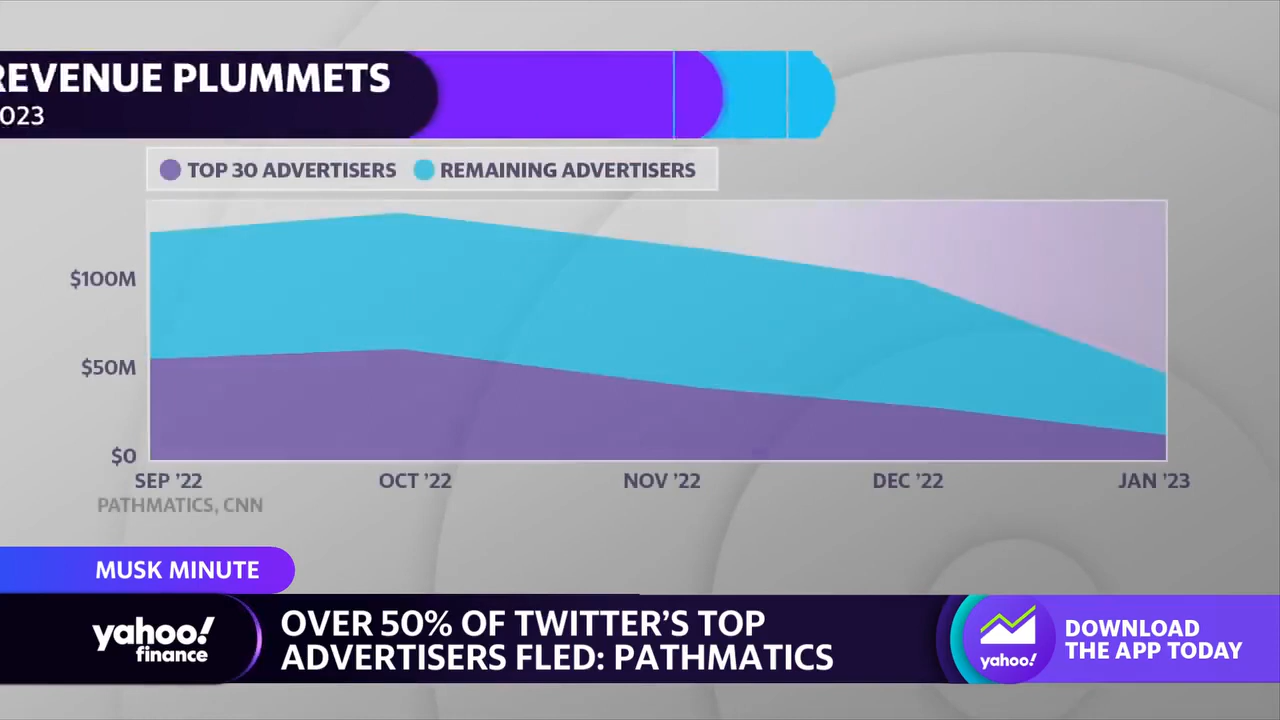 REVENUE PLUMMETS
023
TOP 30 ADVERTISERS REMAINING ADVERTISERS
$100M
$50M
$0
SEP '22 OCT '22 NOV '22 DEC '22 JAN '23
PATHMATICS, CNN
MUSK MINUTE
yahoo!
finance
OVER 50% OF TWITTER'S TOP
ADVERTISERS FLED: PATHMATICS
yahoo!
DOWNLOAD
THE APP TODAY